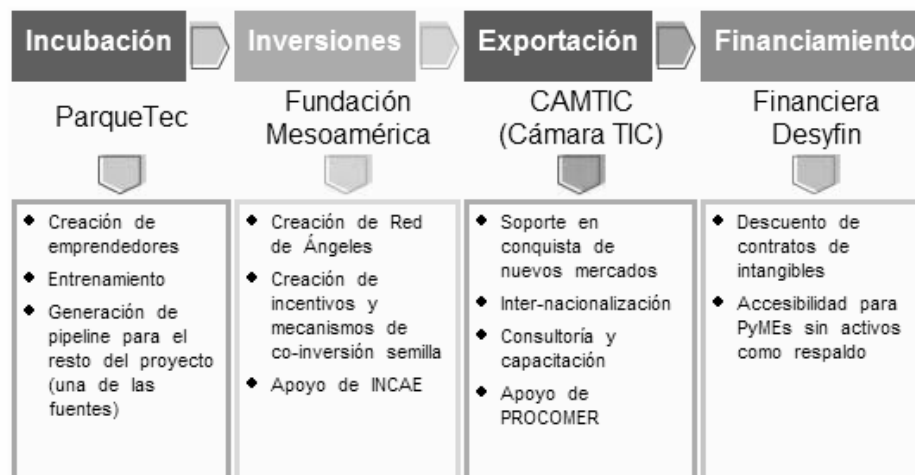 Incubación
Inversiones
Exportación
Financiamiento
ParqueTec
Fundación
Mesoamérica
CAMTIC
(Cámara TIC)
Financiera
Desyfin
◆ Creación de
emprendedores
◆ Entrenamiento
◆ Generación de
pipeline para el
resto del proyecto
(una de las
fuentes)
◆ Creación de Red
de Ángeles
◆ Creación de
incentivos y
mecanismos de
co-inversión semilla
◆ Apoyo de INCAE
◆ Soporte en
conquista de
nuevos mercados
◆ Inter-nacionalización
◆ Consultoría y
capacitación
◆ Apoyo de
PROCOMER
◆ Descuento de
contratos de
intangibles
◆ Accesibilidad para
PyMEs sin activos
como respaldo